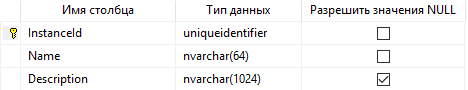 Имя столбца Тип данных Разрешить значения NULL
InstanceId uniqueidentifier
Name nvarchar(64)
Description nvarchar(1024)